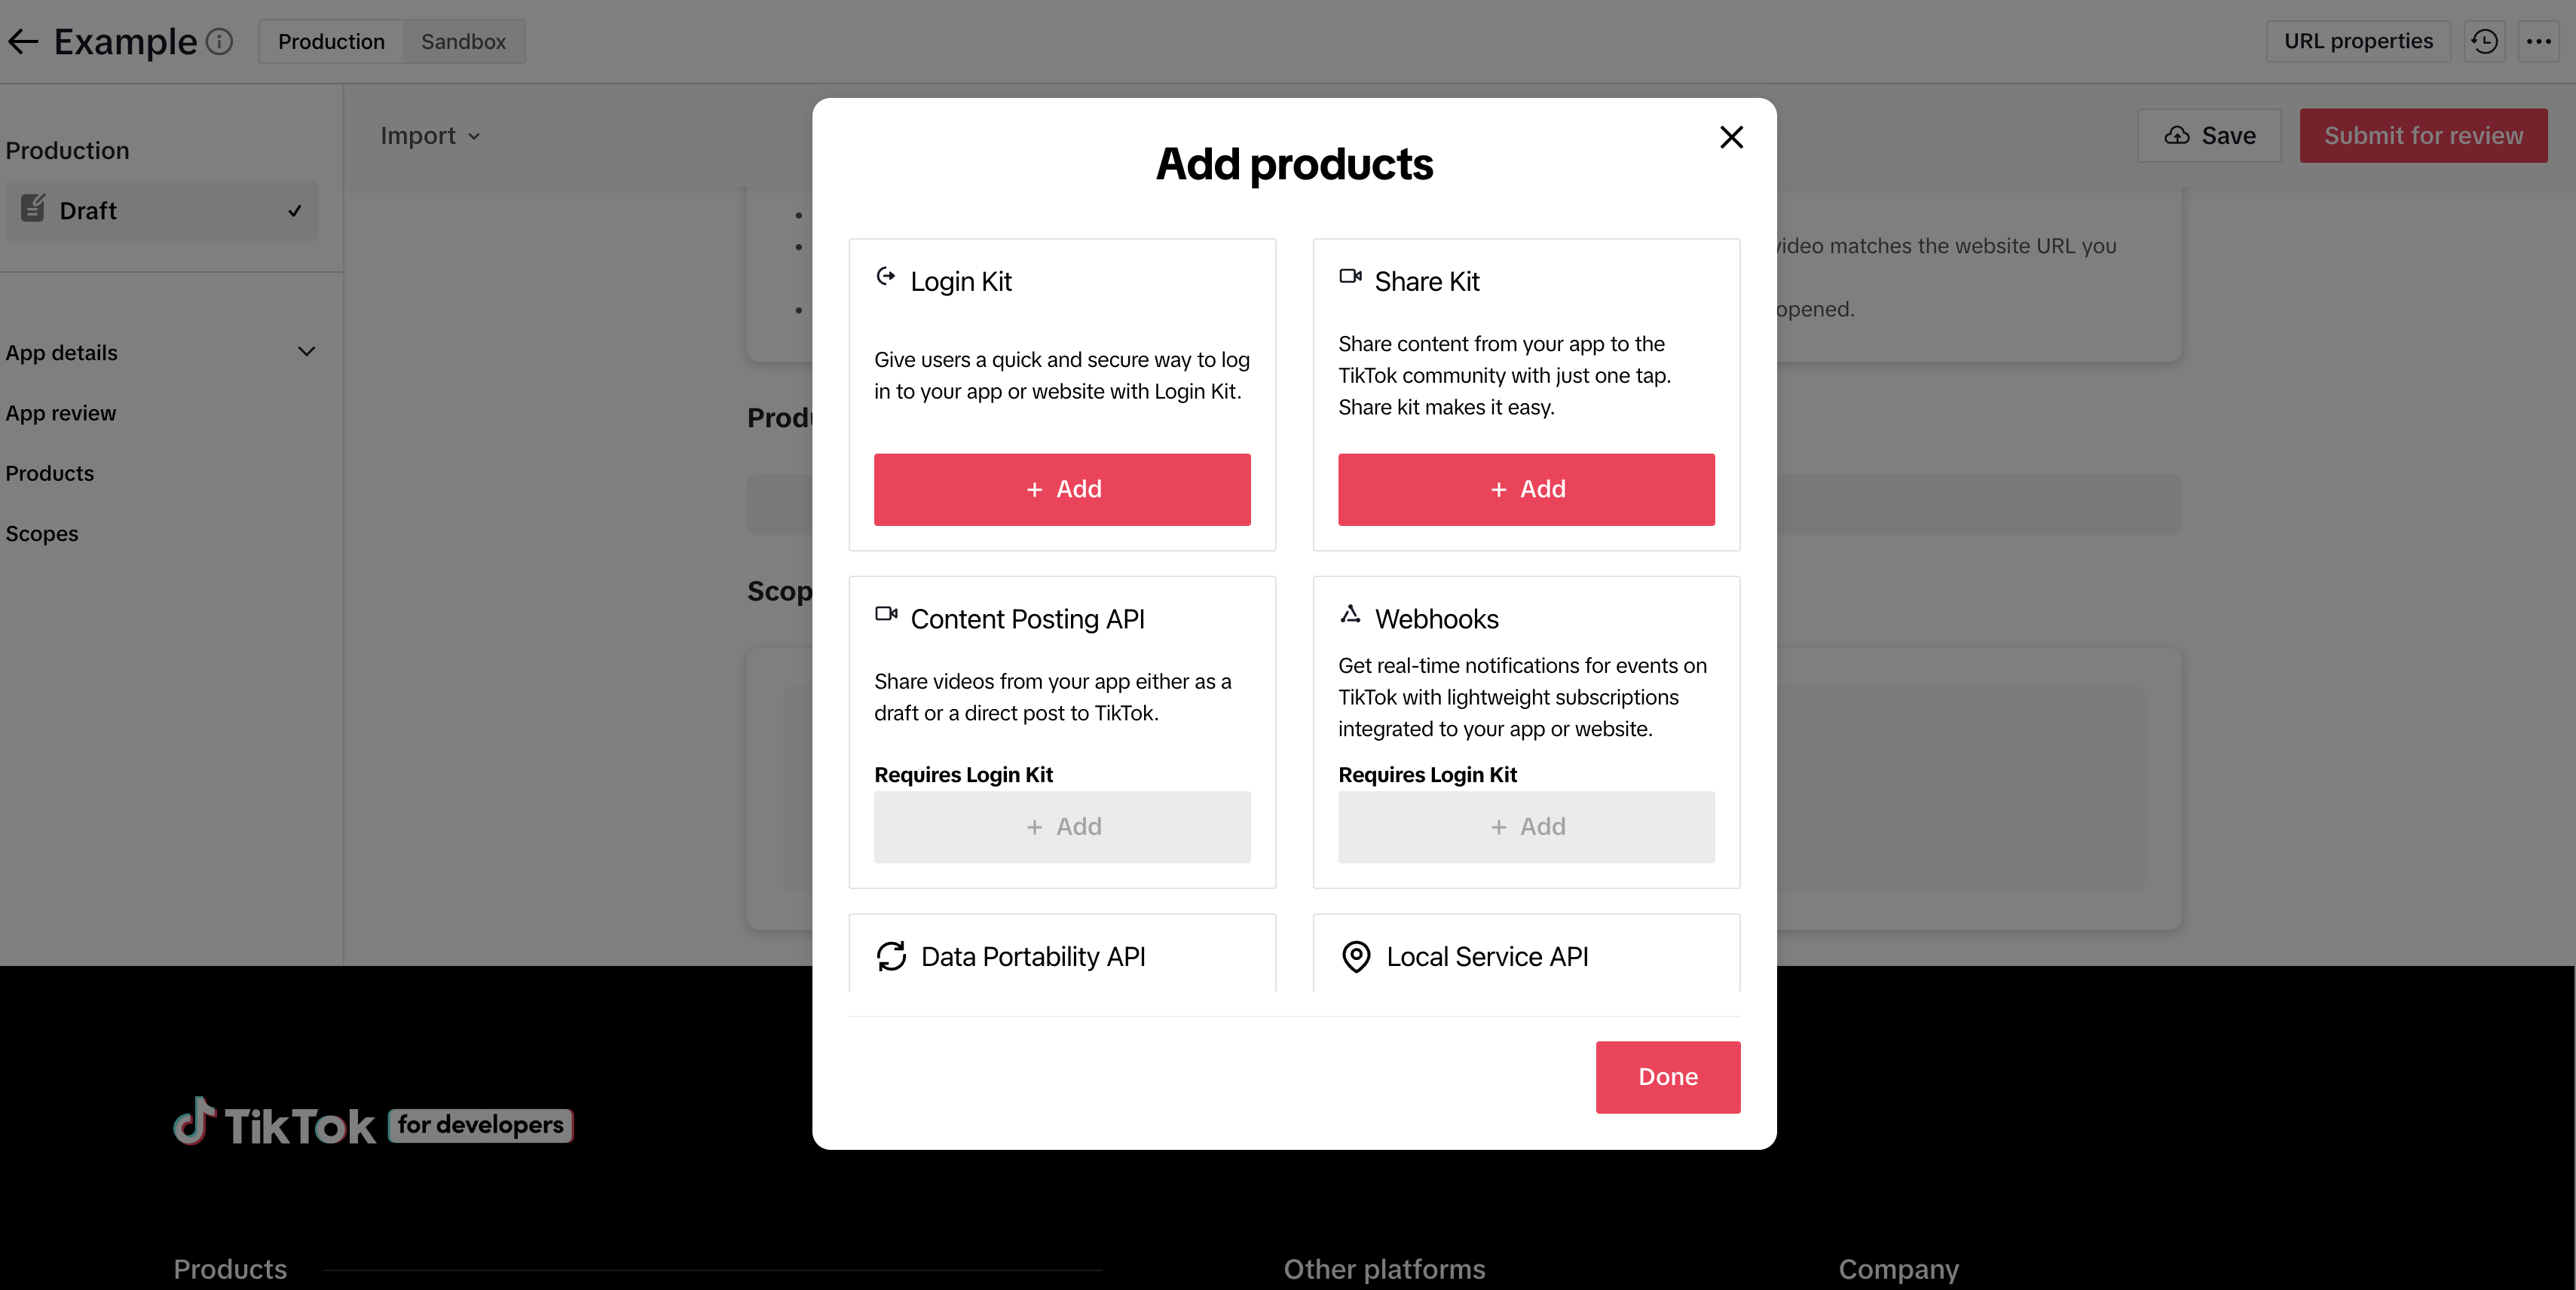 Example
Production
Sandbox
URL properties
Production
Draft
App details
App review
Products
Scopes
Import
Save
Submit for review
video matches the website URL you
opened.
Add products
Login Kit
Give users a quick and secure way to log
in to your app or website with Login Kit.
+ Add
Share Kit
Share content from your app to the
TikTok community with just one tap.
Share kit makes it easy.
+ Add
Content Posting API
Share videos from your app either as a
draft or a direct post to TikTok.
Requires Login Kit
+ Add
Webhooks
Get real-time notifications for events on
TikTok with lightweight subscriptions
integrated to your app or website.
Requires Login Kit
+ Add
Data Portability API
Local Service API
Done
TikTok for developers
Products
Other platforms
Company